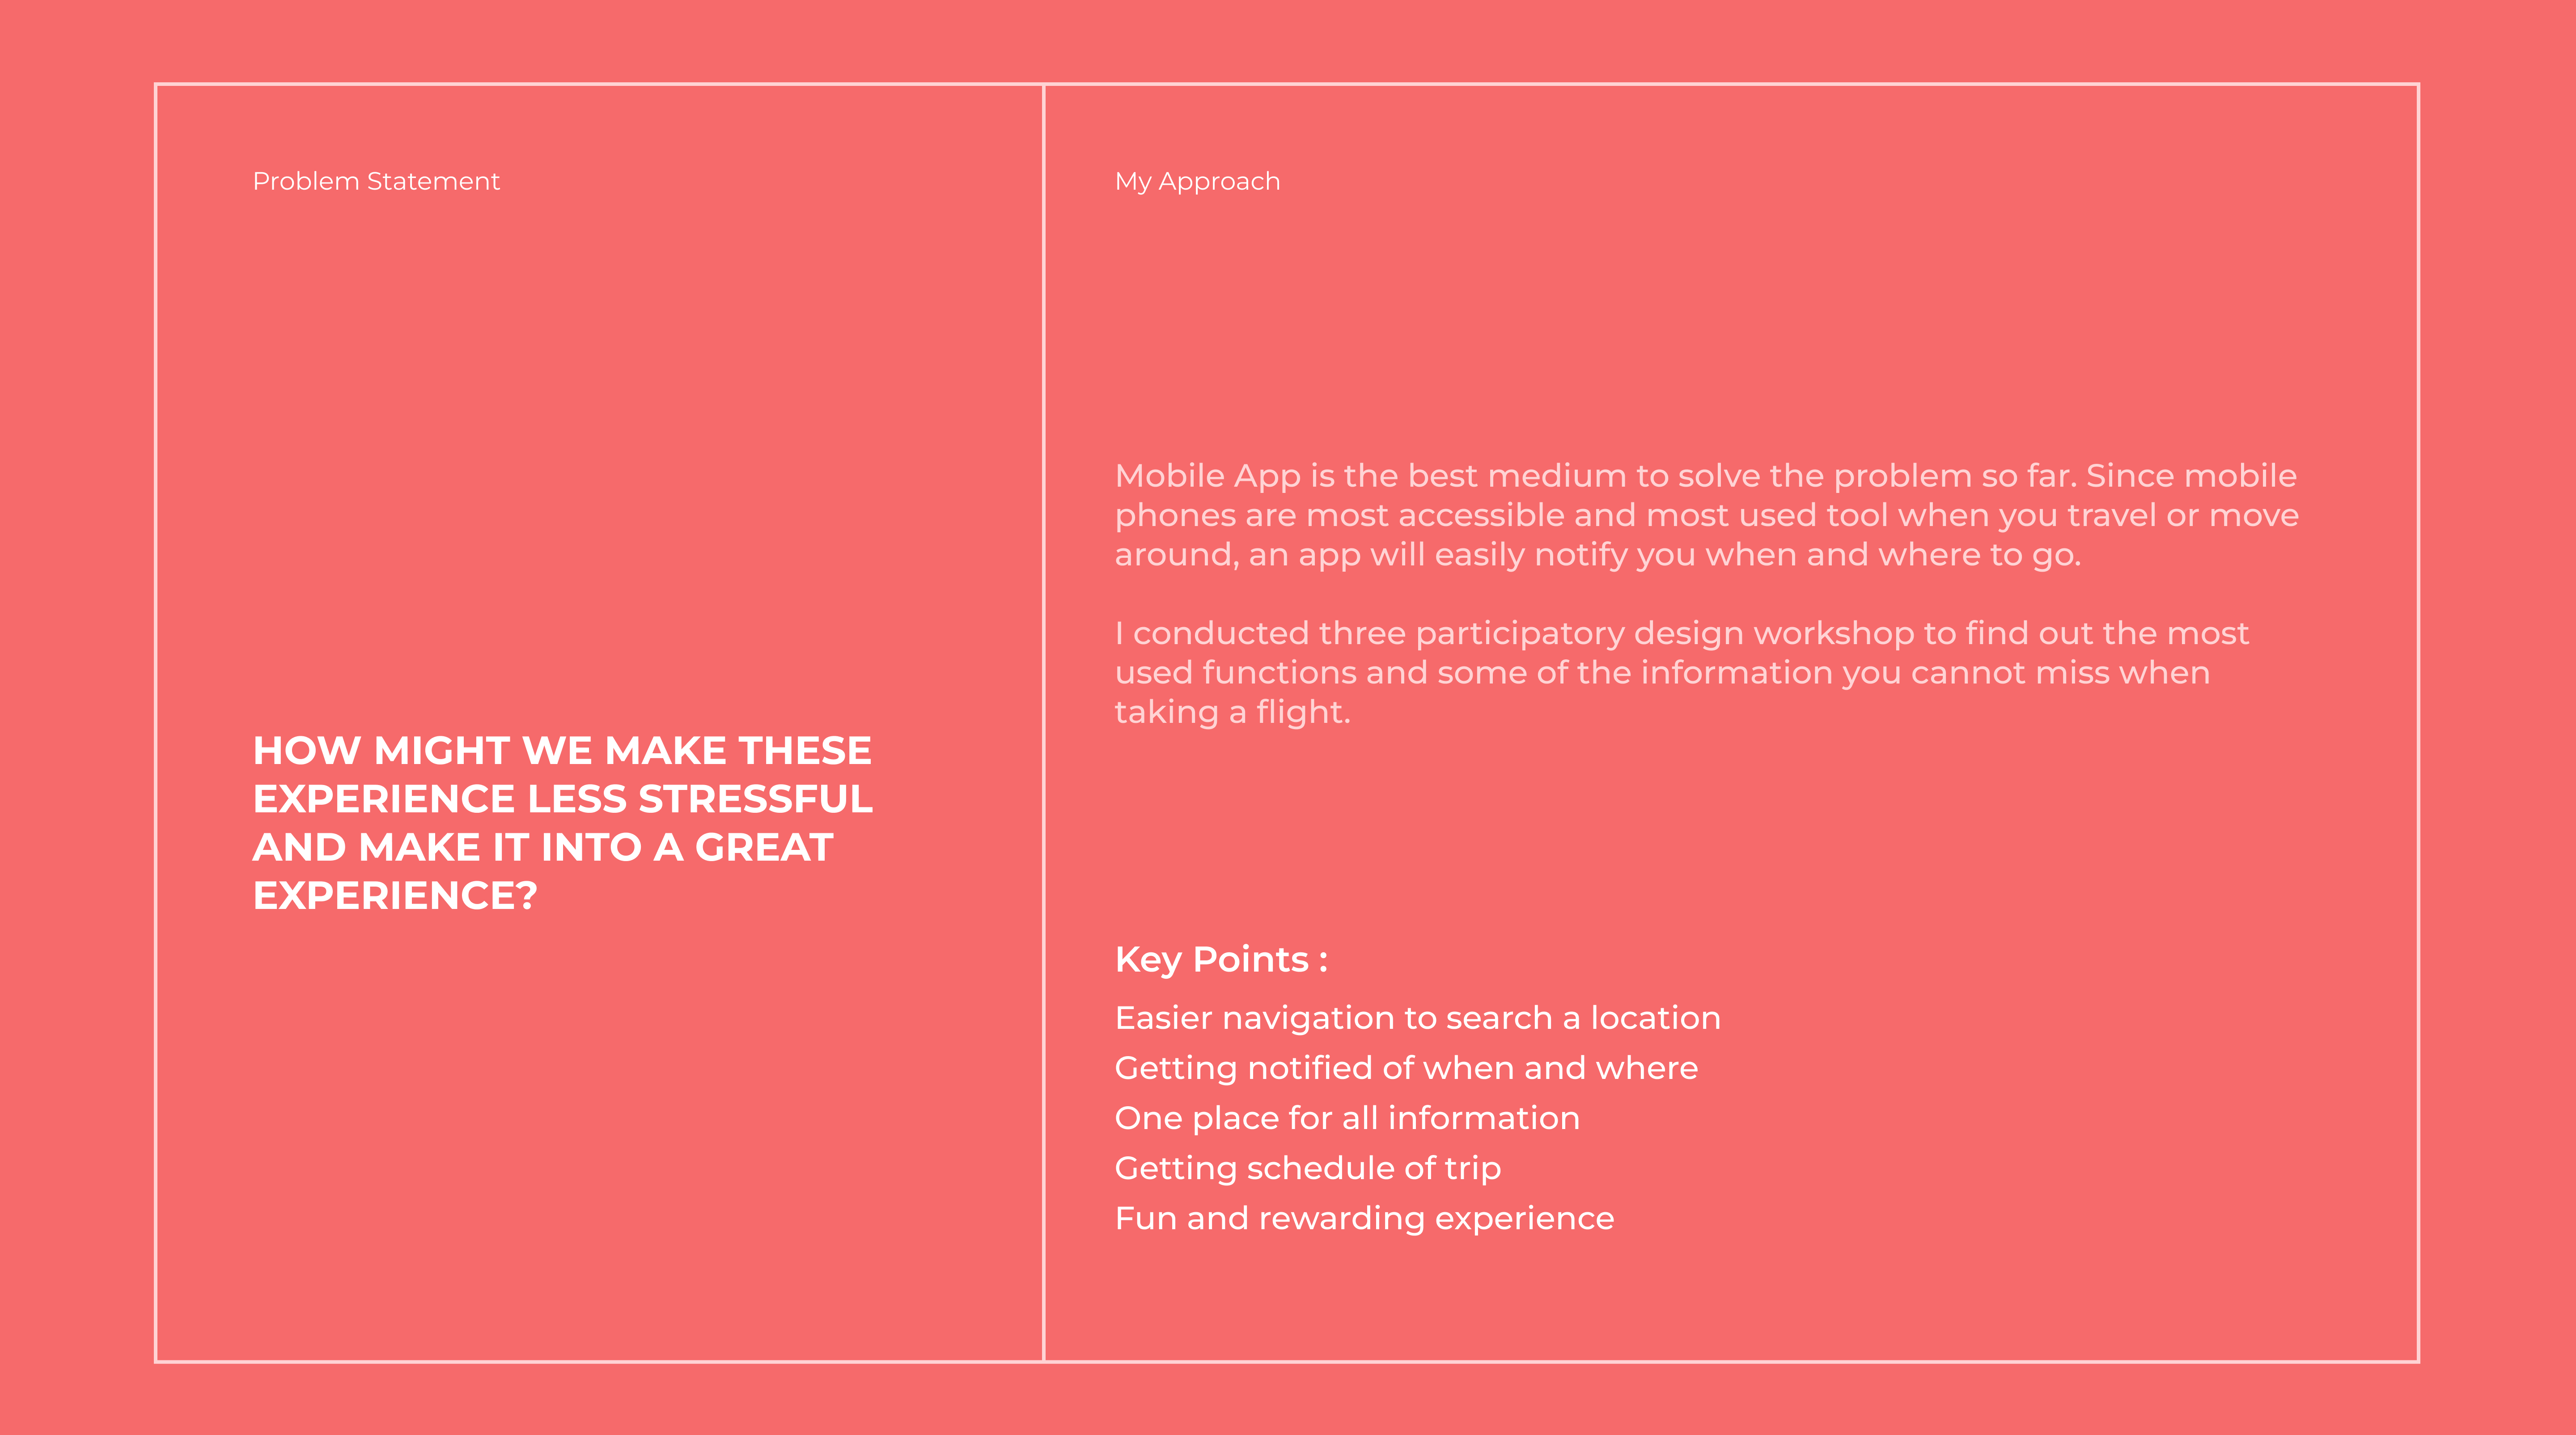 Problem Statement
HOW MIGHT WE MAKE THESE
EXPERIENCE LESS STRESSFUL
AND MAKE IT INTO A GREAT
EXPERIENCE?
My Approach
Mobile App is the best medium to solve the problem so far. Since mobile
phones are most accessible and most used tool when you travel or move
around, an app will easily notify you when and where to go.
I conducted three participatory design workshop to find out the most
used functions and some of the information you cannot miss when
taking a flight.
Key Points :
Easier navigation to search a location
Getting notified of when and where
One place for all information
Getting schedule of trip
Fun and rewarding experience